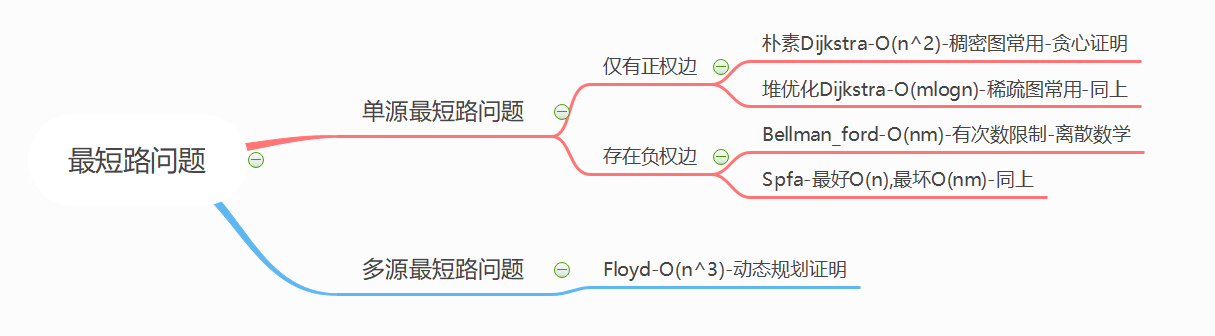 最短路问题
单源最短路问题
仅有正权边
朴素Dijkstra-O(n^2)-稠密图常用-贪心证明
堆优化Dijkstra-O(mlogn)-稀疏图常用-同上
存在负权边
Bellman_ford-O(nm)-有次数限制-离散数学
Spfa-最好O(n),最坏O(nm)-同上
多源最短路问题
Floyd-O(n^3)-动态规划证明